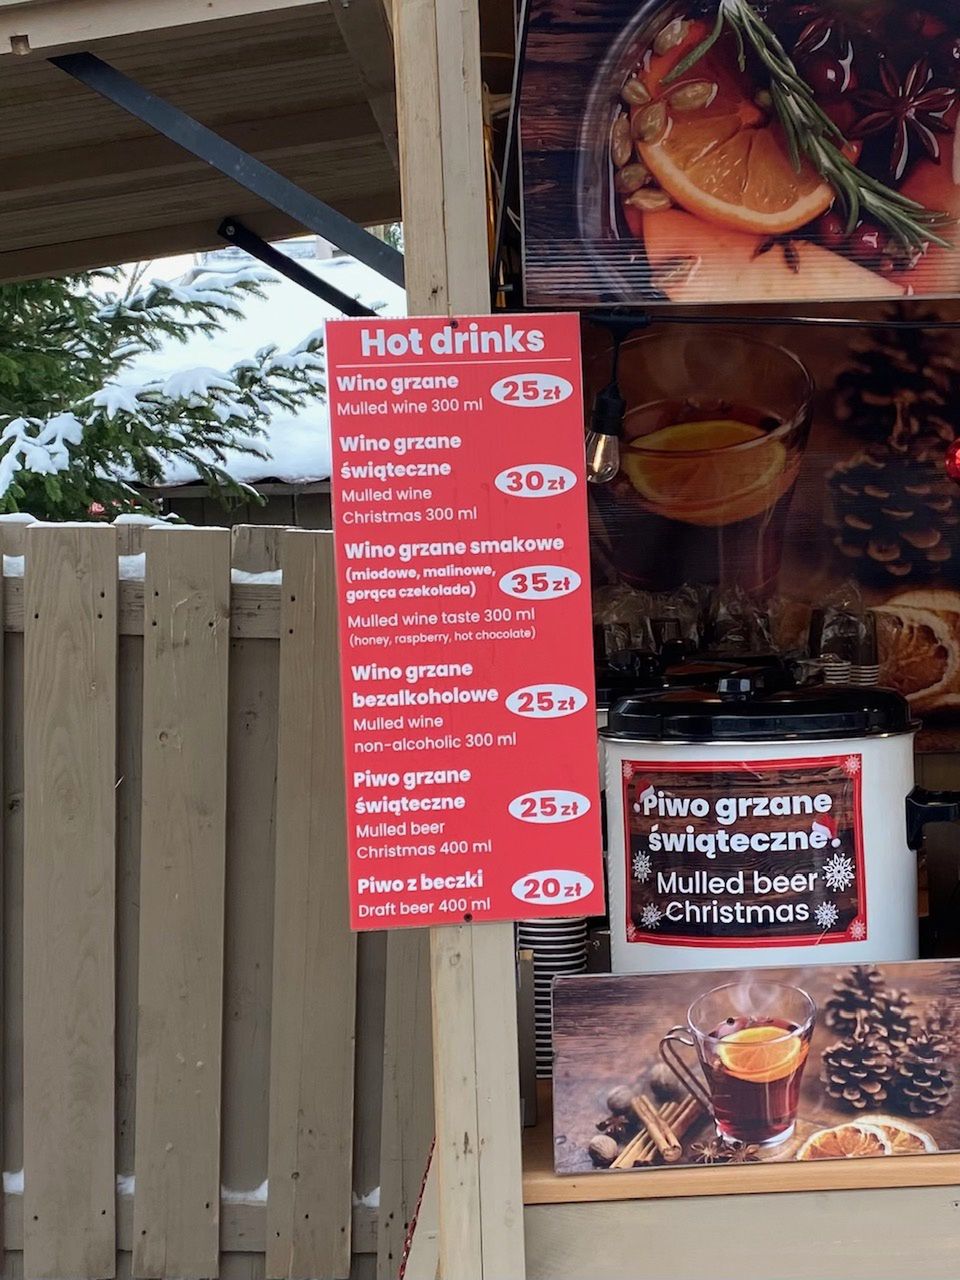 Hot drinks
Wino grzane
25 zł
Mulled wine 300 ml
Wino grzane
świąteczne
30 zł
Mulled wine
Christmas 300 ml
Wino grzane smakowe
(miodowe, malinowe,
gorąca czekolada)
35 zł
Mulled wine taste 300 ml
(honey, raspberry, hot chocolate)
Wino grzane
bezalkoholowe
25 zł
Mulled wine
non-alcoholic 300 ml
Piwo grzane
świąteczne
25 zł
Mulled beer
Christmas 400 ml
Piwo z beczki
20 zł
Draft beer 400 ml
Piwo grzane
świąteczne
Mulled beer
Christmas